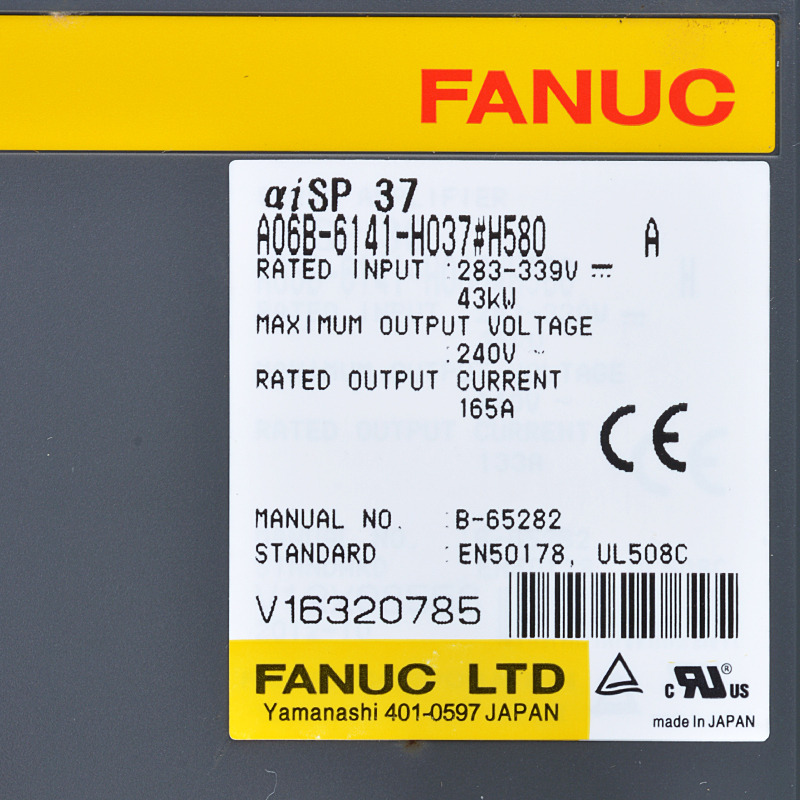 FANUC
αiSP 37
A06B-6141-H037#H580 A
RATED INPUT :283-339V ⎓
43kW
MAXIMUM OUTPUT VOLTAGE
:240V ~
RATED OUTPUT CURRENT
165A
CE
MANUAL NO. :B-65282
STANDARD :EN50178, UL508C
V16320785
FANUC LTD
Yamanashi 401-0597 JAPAN
c RU ® US
made in JAPAN